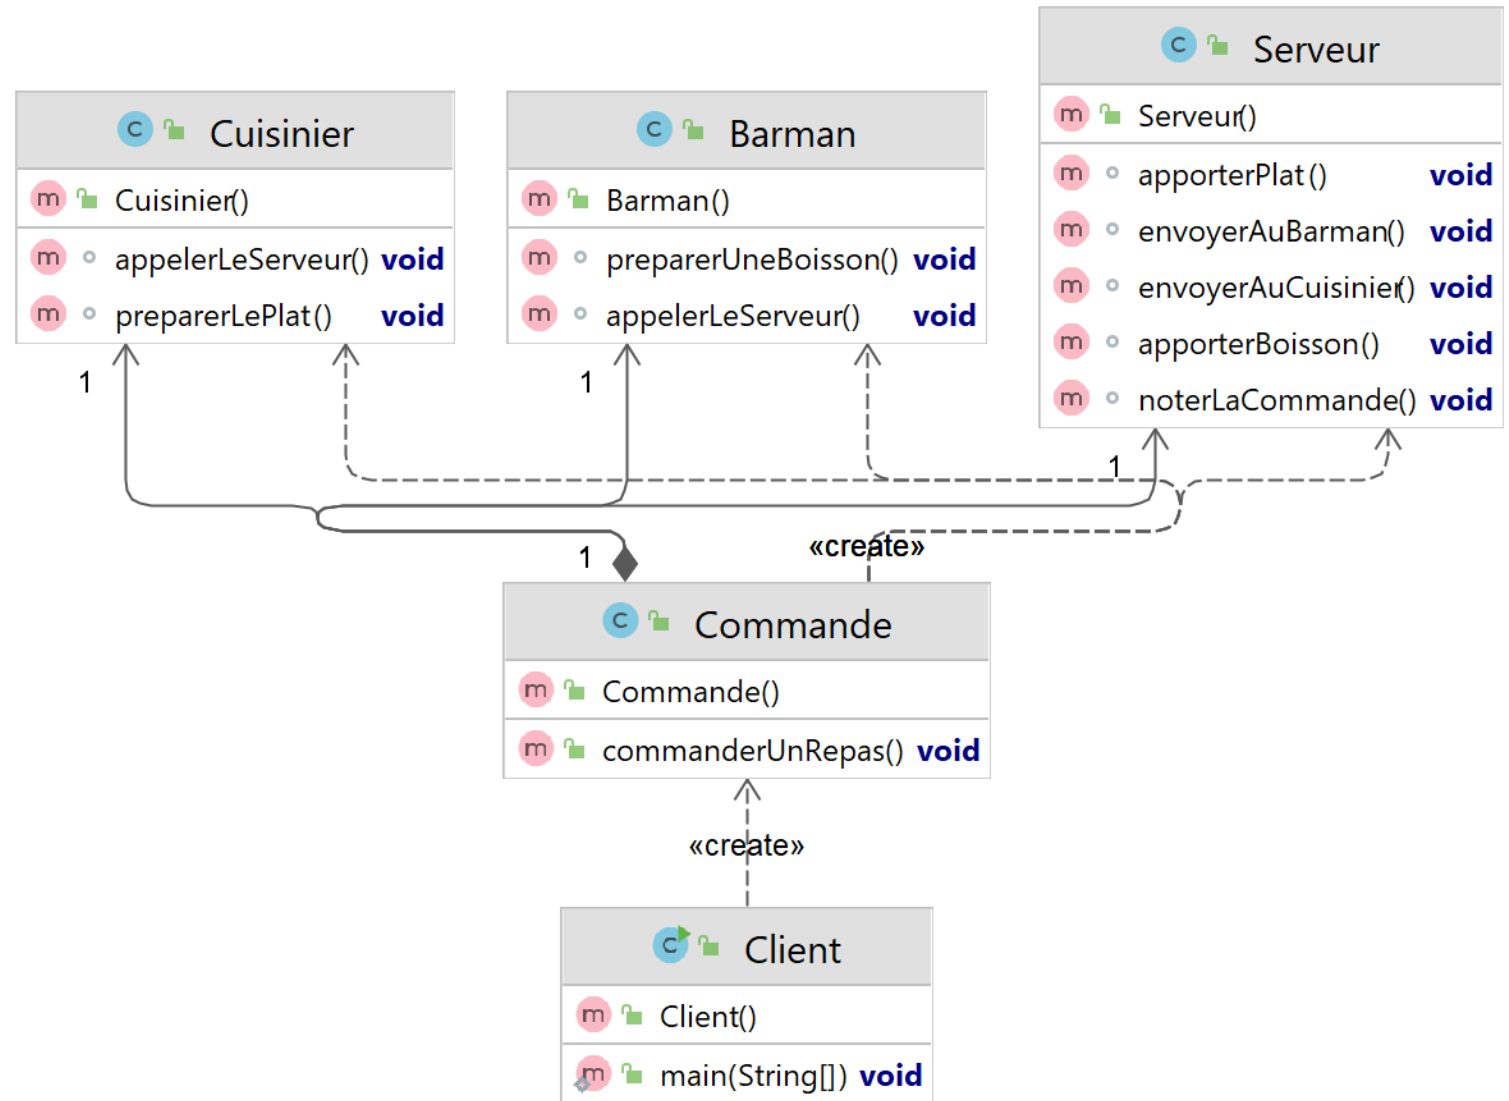 Cuisinier
Cuisinier()
appelerLeServeur() void
preparerLePlat() void
Barman
Barman()
preparerUneBoisson() void
appelerLeServeur() void
Serveur
Serveur()
apporterPlat() void
envoyerAuBarman() void
envoyerAuCuisinier() void
apporterBoisson() void
noterLaCommande() void
1
1
1
1
«create»
Commande
Commande()
commanderUnRepas() void
«create»
Client
Client()
main(String[]) void